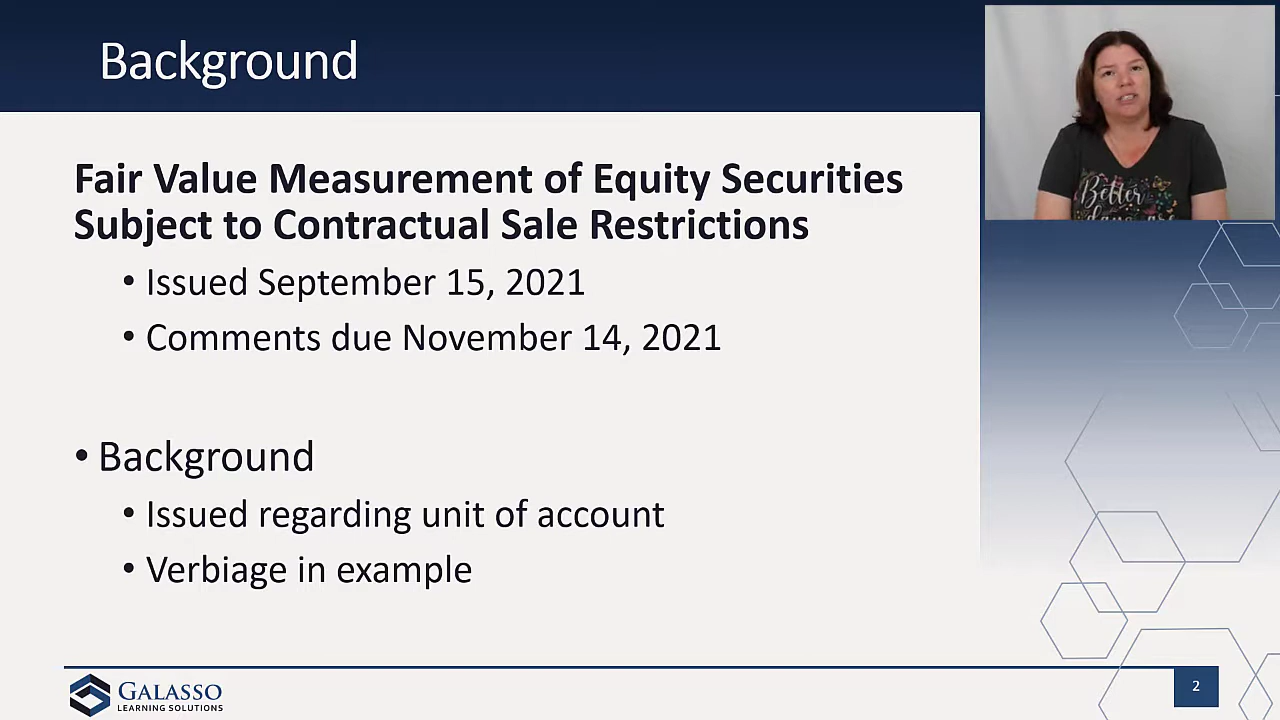 Background
Fair Value Measurement of Equity Securities
Subject to Contractual Sale Restrictions
• Issued September 15, 2021
• Comments due November 14, 2021
• Background
• Issued regarding unit of account
• Verbiage in example
Better
GALASSO
LEARNING SOLUTIONS
2